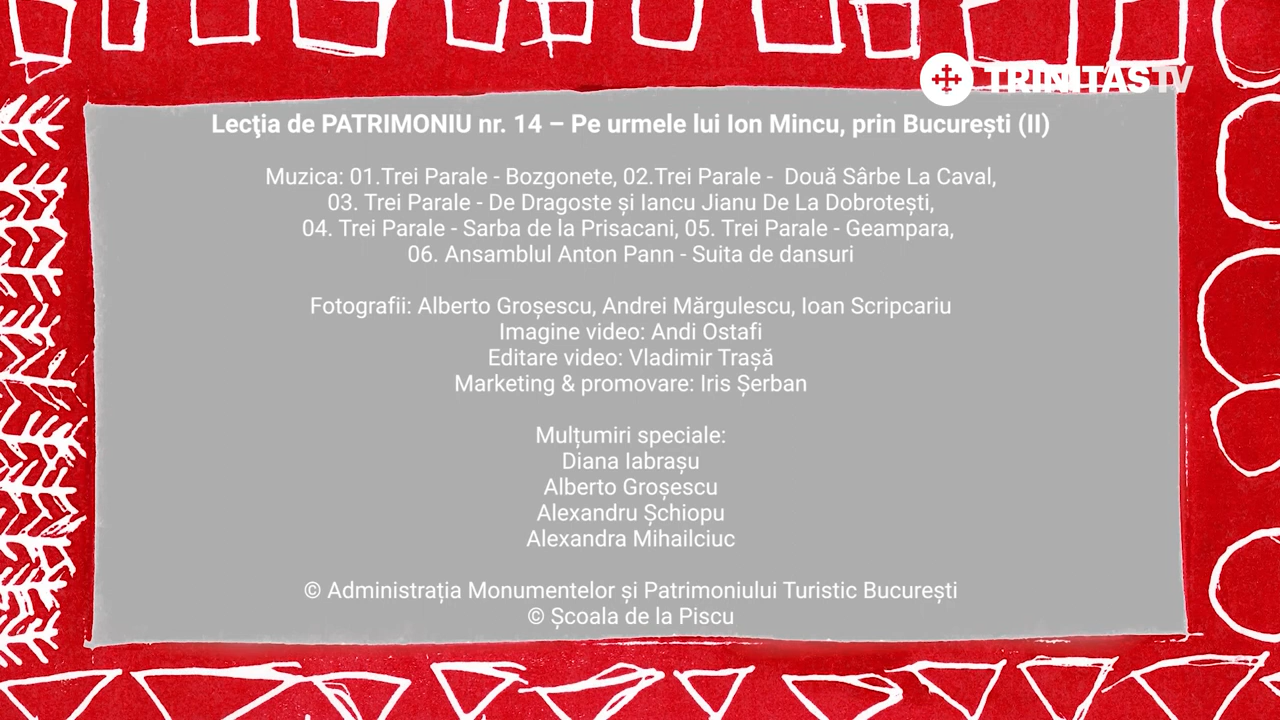 TRINITAS TV
Lecţia de PATRIMONIU nr. 14 – Pe urmele lui Ion Mincu, prin București (II)
Muzica: 01.Trei Parale - Bozgonete, 02.Trei Parale - Două Sârbe La Caval,
03. Trei Parale - De Dragoste și Iancu Jianu De La Dobrotești,
04. Trei Parale - Sarba de la Prisacani, 05. Trei Parale - Geampara,
06. Ansamblul Anton Pann - Suita de dansuri
Fotografii: Alberto Groșescu, Andrei Mărgulescu, Ioan Scripcariu
Imagine video: Andi Ostafi
Editare video: Vladimir Trașă
Marketing & promovare: Iris Șerban
Mulțumiri speciale:
Diana Iabrașu
Alberto Groșescu
Alexandru Șchiopu
Alexandra Mihailciuc
© Administrația Monumentelor și Patrimoniului Turistic București
© Școala de la Piscu